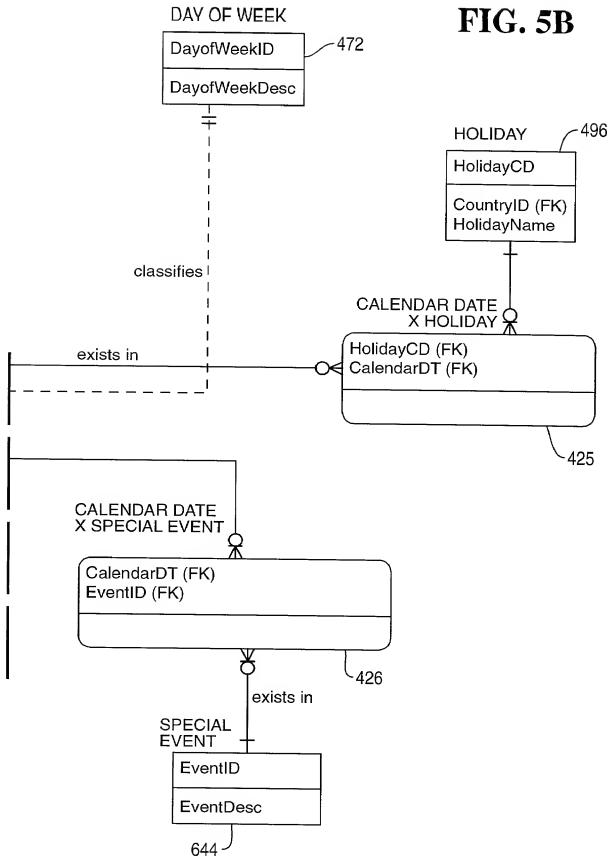 DAY OF WEEK
FIG. 5B
DayofWeekID
472
DayofWeekDesc
HOLIDAY
496
HolidayCD
CountryID (FK)
HolidayName
classifies
CALENDAR DATE
X HOLIDAY
exists in
HolidayCD (FK)
CalendarDT (FK)
425
CALENDAR DATE
X SPECIAL EVENT
CalendarDT (FK)
EventID (FK)
426
exists in
SPECIAL
EVENT
EventID
EventDesc
644